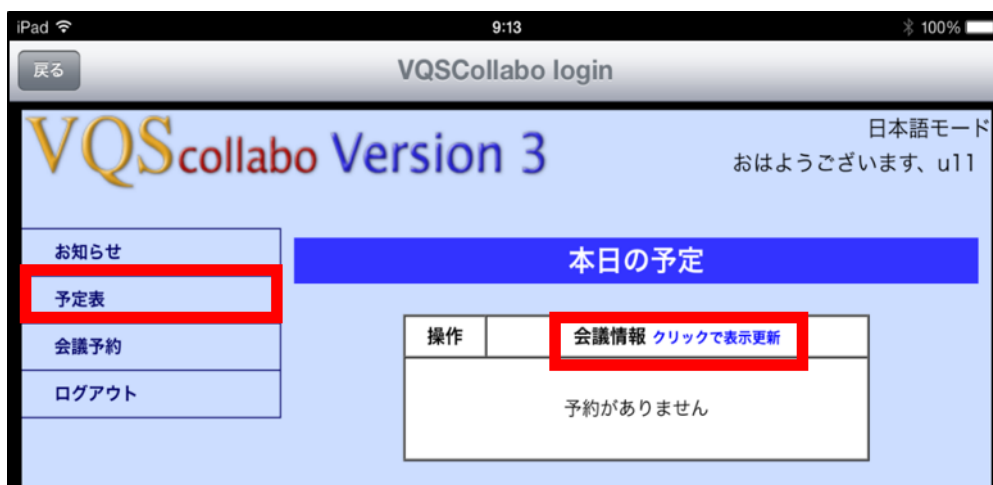 iPad 9:13 100%
戻る VQSCollabo login
VQScollabo Version 3
日本語モード
おはようございます、u11
お知らせ
本日の予定
予定表
操作 会議情報 クリックで表示更新
会議予約
ログアウト
予約がありません